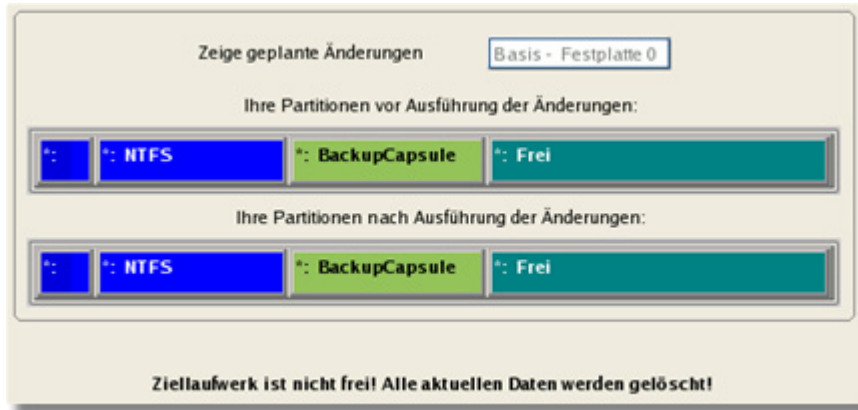 Zeige geplante Änderungen Basis - Festplatte 0
Ihre Partitionen vor Ausführung der Änderungen:
*: *: NTFS *: BackupCapsule *: Frei
Ihre Partitionen nach Ausführung der Änderungen:
*: *: NTFS *: BackupCapsule *: Frei
Ziellaufwerk ist nicht frei! Alle aktuellen Daten werden gelöscht!